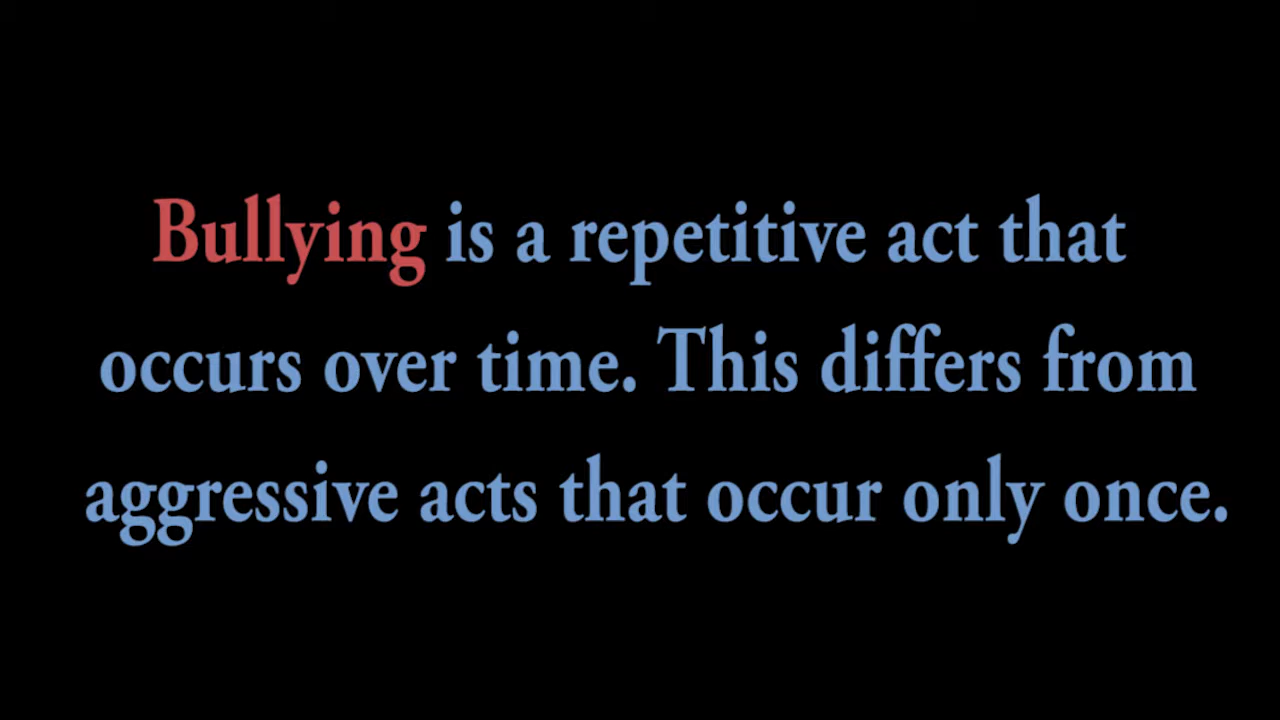 Bullying is a repetitive act that
occurs over time. This differs from
aggressive acts that occur only once.